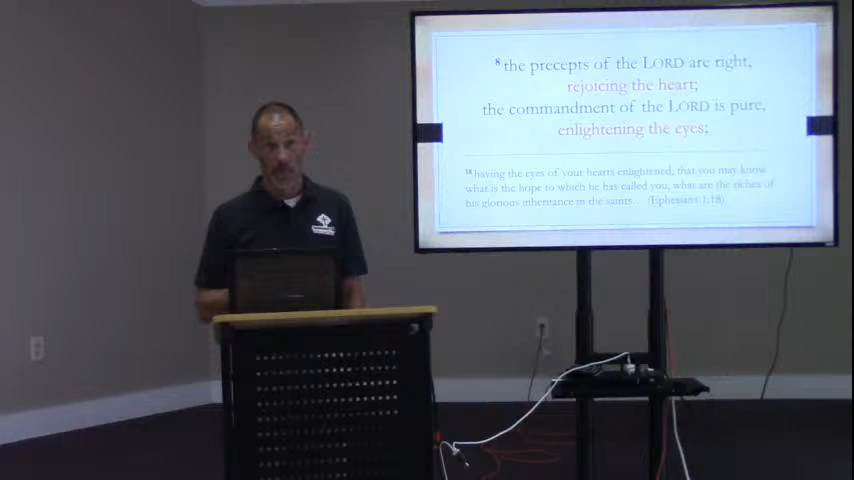 ⁸ the precepts of the LORD are right,
rejoicing the heart;
the commandment of the LORD is pure,
enlightening the eyes;
¹⁸ having the eyes of your hearts enlightened, that you may know
what is the hope to which he has called you, what are the riches of
his glorious inheritance in the saints... (Ephesians 1:18)